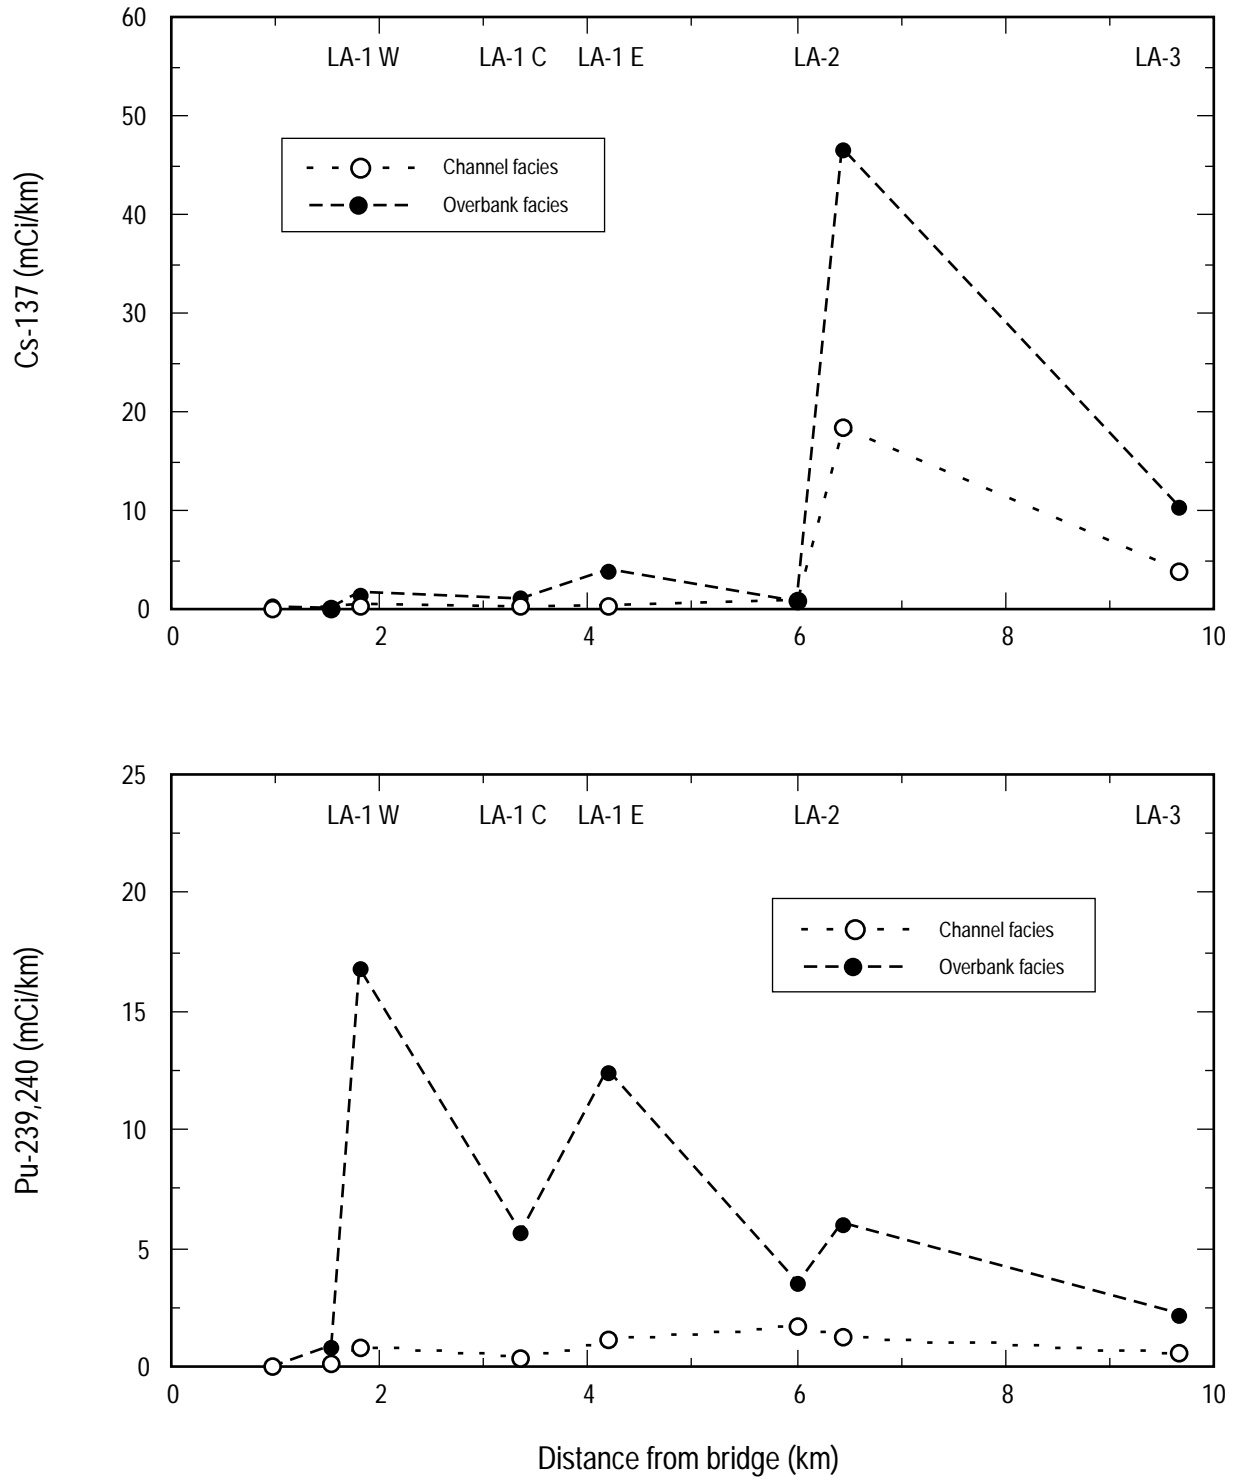 60
LA-1 W LA-1 C LA-1 E LA-2 LA-3
50
Channel facies
Overbank facies
40
Cs-137 (mCi/km)
30
20
10
0
0 2 4 6 8 10
25
LA-1 W LA-1 C LA-1 E LA-2 LA-3
20
Channel facies
Overbank facies
15
Pu-239,240 (mCi/km)
10
5
0
0 2 4 6 8 10
Distance from bridge (km)